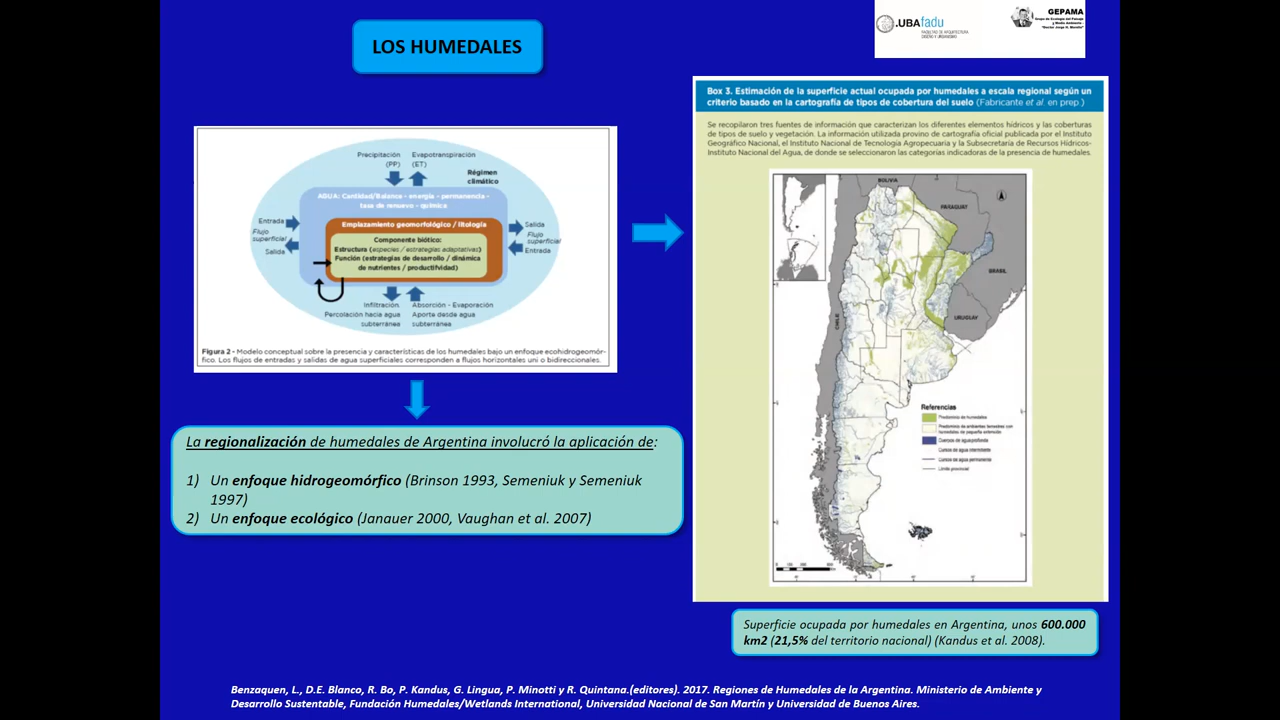 LOS HUMEDALES
.UBAfadu
FACULTAD DE ARQUITECTURA
DISEÑO Y URBANISMO
GEPAMA
Grupo de Ecología del Paisaje
y Medio Ambiente -
Precipitación
(PP)
Evapotranspiración
(ET)
Régimen
climático
AGUA: Cantidad/Balance - energía - permanencia -
tasa de renuevo - química
Entrada
Flujo
superficial
Salida
Emplazamiento geomorfológico / litología
Componente biótico:
Estructura (especies / estrategias adaptativas)
Función (estrategias de desarrollo / dinámica
de nutrientes / productifvidad)
Salida
Flujo
superficial
Entrada
Infiltración.
Percolación hacia agua
subterránea
Absorción - Evaporación
Aporte desde agua
subterránea
Figura 2 - Modelo conceptual sobre la presencia y características de los humedales bajo un enfoque ecohidrogeomór-
fico. Los flujos de entradas y salidas de agua superficiales corresponden a flujos horizontales uni o bidireccionales.
La regionalización de humedales de Argentina involucró la aplicación de:
1) Un enfoque hidrogeomórfico (Brinson 1993, Semeniuk y Semeniuk
1997)
2) Un enfoque ecológico (Janauer 2000, Vaughan et al. 2007)
Box 3. Estimación de la superficie actual ocupada por humedales a escala regional según un
criterio basado en la cartografía de tipos de cobertura del suelo (Fabricante et al. en prep.)
Se recopilaron tres fuentes de información que caracterizan los diferentes elementos hídricos y las coberturas
de tipos de suelo y vegetación. La información utilizada provino de cartografía oficial publicada por el Instituto
Geográfico Nacional, el Instituto Nacional de Tecnología Agropecuaria y la Subsecretaría de Recursos Hídricos-
Instituto Nacional del Agua, de donde se seleccionaron las categorías indicadoras de la presencia de humedales.
BOLIVIA
PARAGUAY
BRASIL
CHILE
URUGUAY
Referencias
Predominio de humedales
Predominio de ambientes terrestres con
humedales de pequeña extensión
Cuerpos de agua profunda
Cursos de agua intermitente
Cursos de agua permanente
Límite provincial
Superficie ocupada por humedales en Argentina, unos 600.000
km2 (21,5% del territorio nacional) (Kandus et al. 2008).
Benzaquen, L., D.E. Blanco, R. Bo, P. Kandus, G. Lingua, P. Minotti y R. Quintana.(editores). 2017. Regiones de Humedales de la Argentina. Ministerio de Ambiente y
Desarrollo Sustentable, Fundación Humedales/Wetlands International, Universidad Nacional de San Martín y Universidad de Buenos Aires.